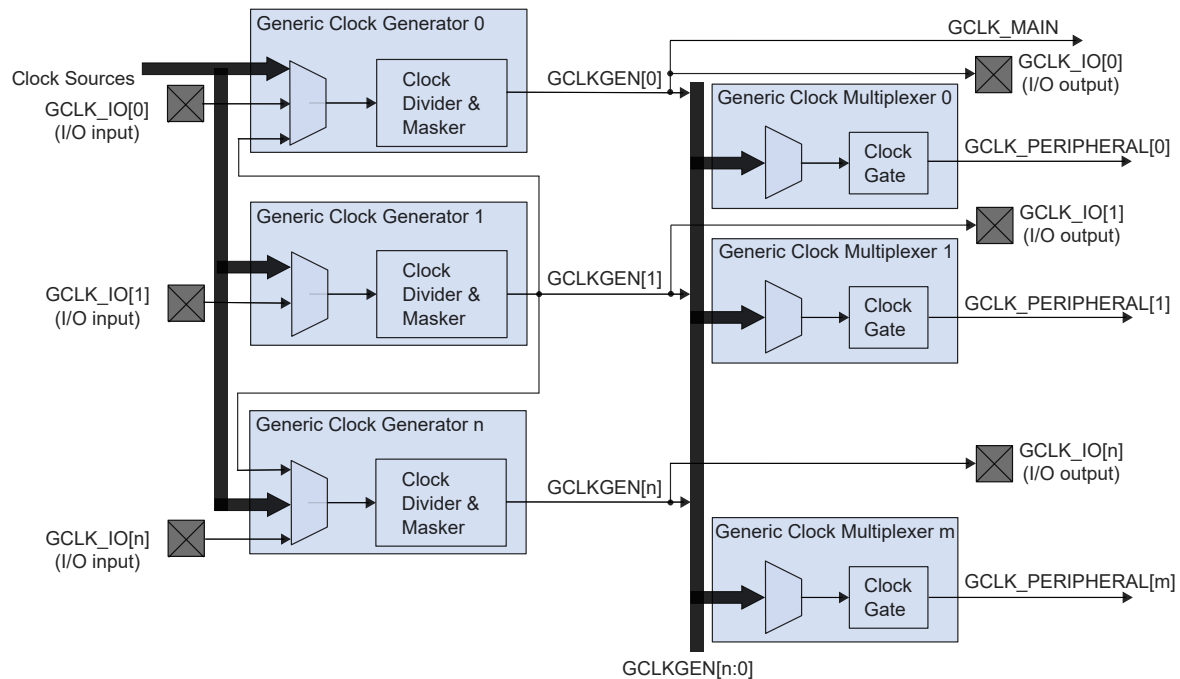 Generic Clock Generator 0
Clock Sources
GCLK_IO[0]
(I/O input)
Clock
Divider &
Masker
GCLKGEN[0]
GCLK_MAIN
GCLK_IO[0]
(I/O output)
Generic Clock Multiplexer 0
Clock
Gate
GCLK_PERIPHERAL[0]
Generic Clock Generator 1
GCLK_IO[1]
(I/O input)
Clock
Divider &
Masker
GCLKGEN[1]
GCLK_IO[1]
(I/O output)
Generic Clock Multiplexer 1
Clock
Gate
GCLK_PERIPHERAL[1]
Generic Clock Generator n
GCLK_IO[n]
(I/O input)
Clock
Divider &
Masker
GCLKGEN[n]
GCLK_IO[n]
(I/O output)
Generic Clock Multiplexer m
Clock
Gate
GCLK_PERIPHERAL[m]
GCLKGEN[n:0]